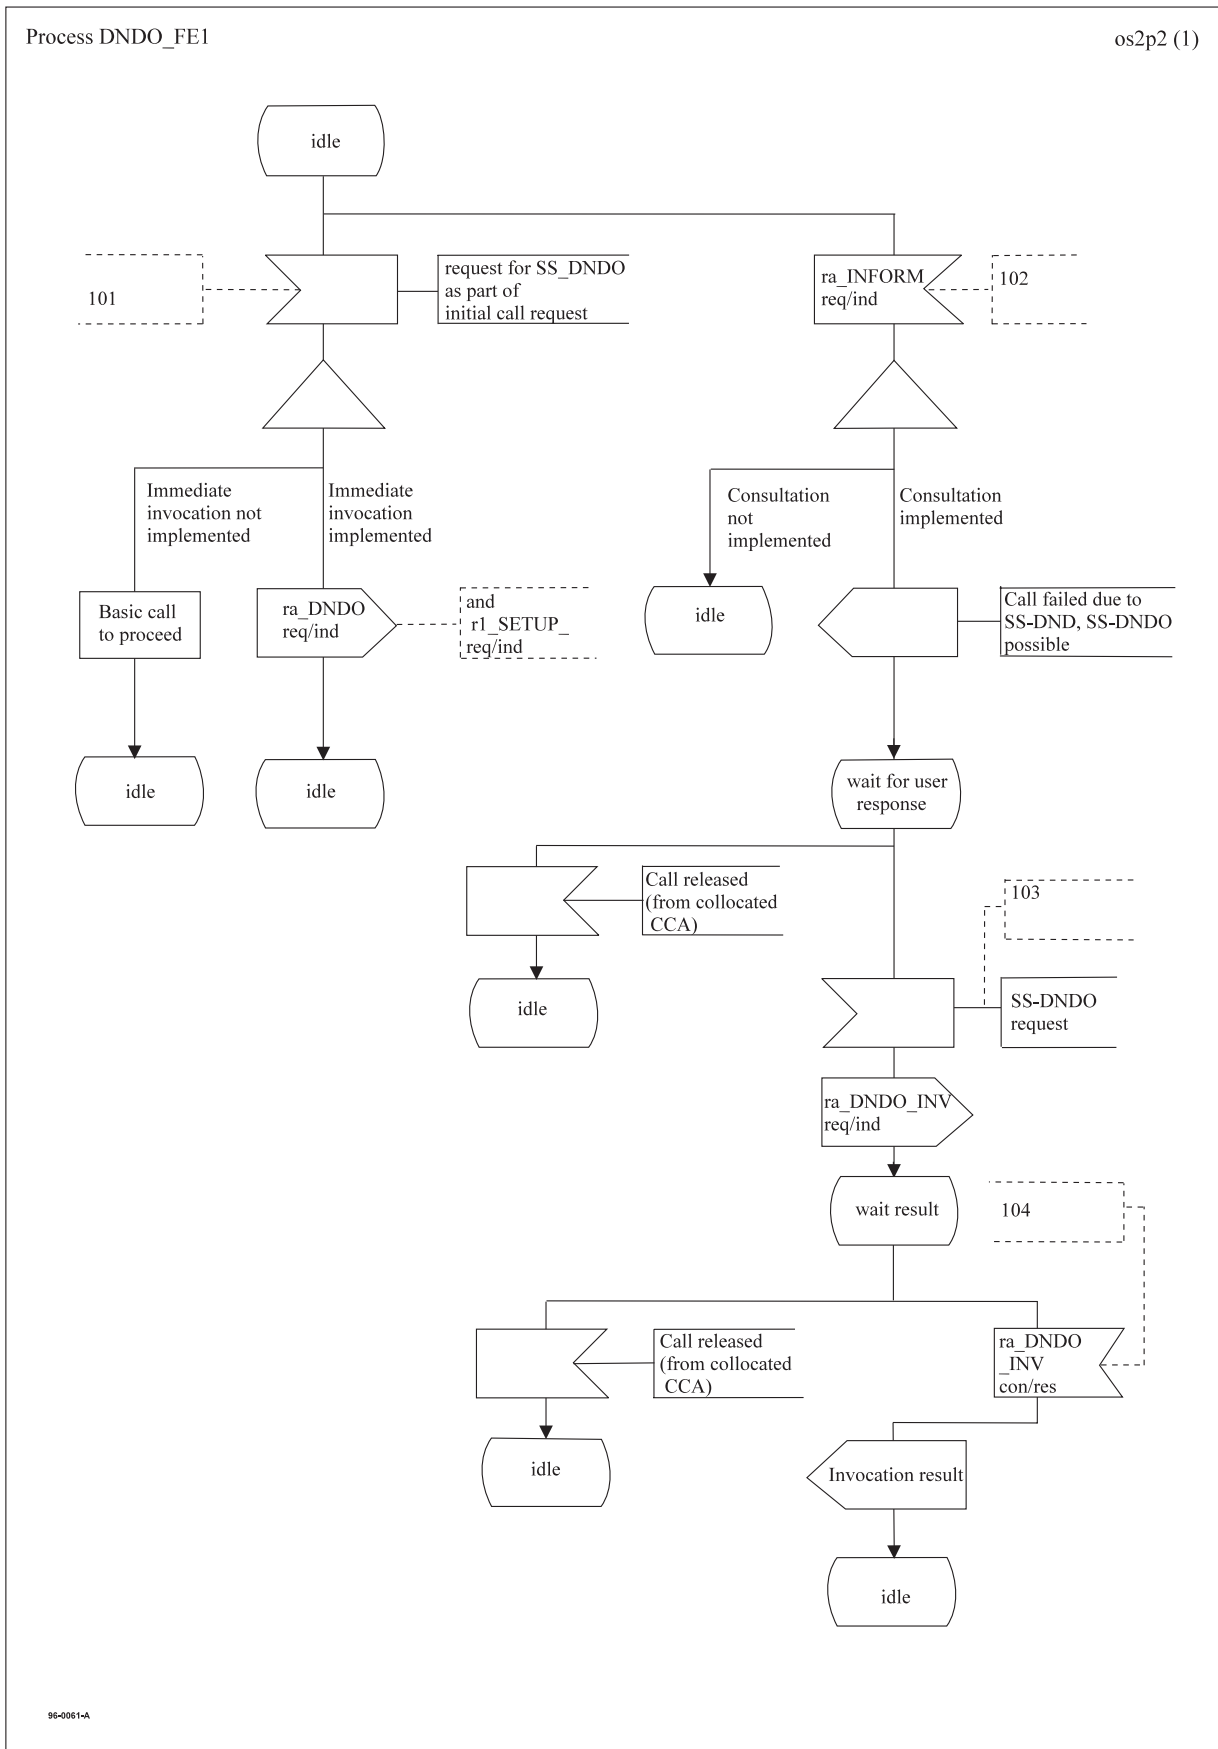 Process DNDO_FE1
os2p2 (1)
idle
101
request for SS_DNDO
as part of
initial call request
ra_INFORM
req/ind
102
Immediate
invocation not
implemented
Immediate
invocation
implemented
Consultation
not
implemented
Consultation
implemented
Basic call
to proceed
ra_DNDO
req/ind
and
r1_SETUP_
req/ind
idle
Call failed due to
SS-DND, SS-DNDO
possible
idle
idle
wait for user
response
Call released
(from collocated
CCA)
103
idle
SS-DNDO
request
ra_DNDO_INV
req/ind
wait result
104
Call released
(from collocated
CCA)
ra_DNDO
_INV
con/res
idle
Invocation result
idle
96-0061-A